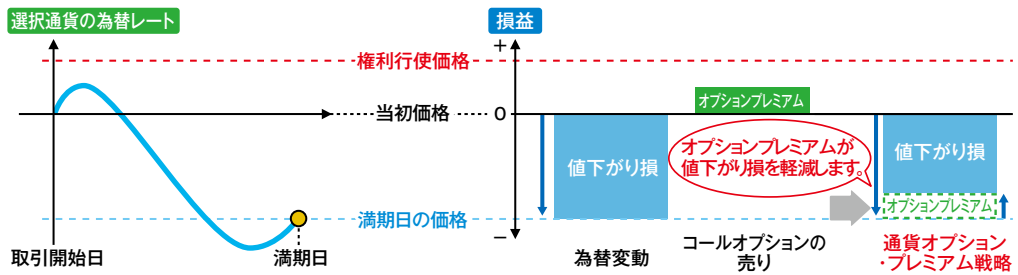 選択通貨の為替レート
損益
+
権利行使価格
オプションプレミアム
当初価格
0
オプションプレミアムが
値下がり損を軽減します。
値下がり損
値下がり損
オプションプレミアム
満期日の価格
−
取引開始日
満期日
為替変動
コールオプションの
売り
通貨オプション
・プレミアム戦略